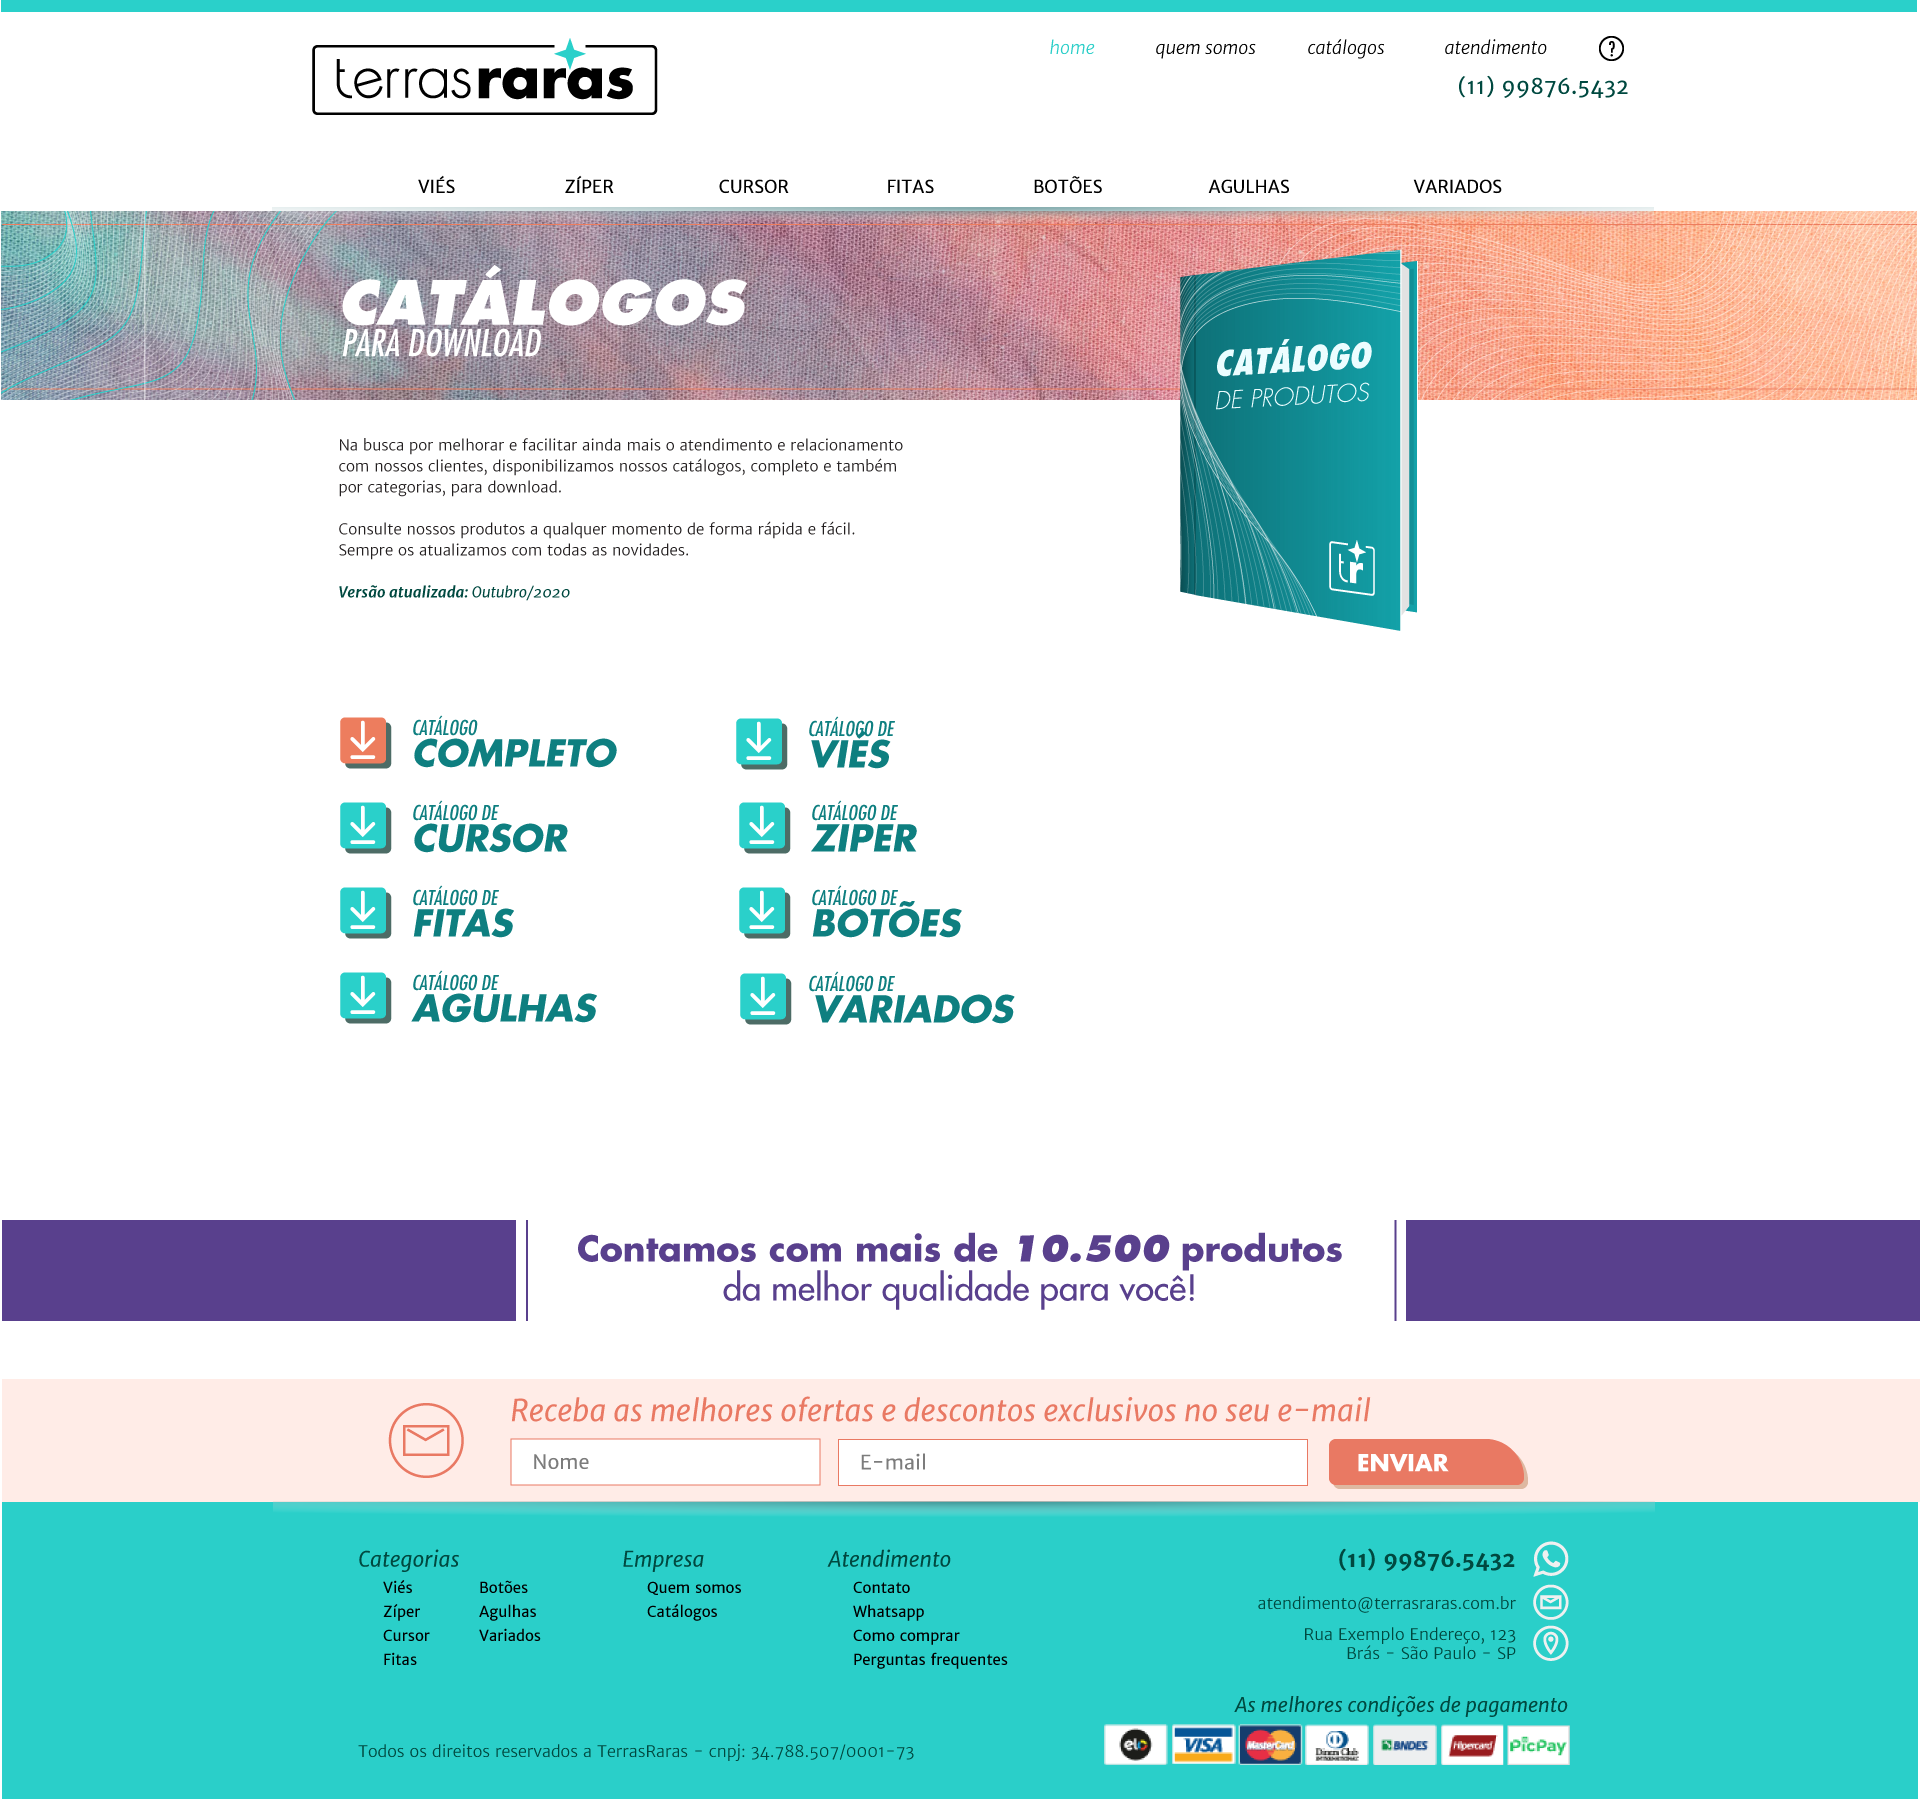 terrasraras
home
quem somos
catálogos
atendimento
?
(11) 99876.5432
VIÉS
ZÍPER
CURSOR
FITAS
BOTÕES
AGULHAS
VARIADOS
CATÁLOGOS
PARA DOWNLOAD
CATÁLOGO
DE PRODUTOS
tr
Na busca por melhorar e facilitar ainda mais o atendimento e relacionamento
com nossos clientes, disponibilizamos nossos catálogos, completo e também
por categorias, para download.
Consulte nossos produtos a qualquer momento de forma rápida e fácil.
Sempre os atualizamos com todas as novidades.
Versão atualizada: Outubro/2020
CATÁLOGO
COMPLETO
CATÁLOGO DE
VIÉS
CATÁLOGO DE
CURSOR
CATÁLOGO DE
ZIPER
CATÁLOGO DE
FITAS
CATÁLOGO DE
BOTÕES
CATÁLOGO DE
AGULHAS
CATÁLOGO DE
VARIADOS
Contamos com mais de 10.500 produtos
da melhor qualidade para você!
Receba as melhores ofertas e descontos exclusivos no seu e-mail
Nome
E-mail
ENVIAR
Categorias
Viés
Zíper
Cursor
Fitas
Botões
Agulhas
Variados
Empresa
Quem somos
Catálogos
Atendimento
Contato
Whatsapp
Como comprar
Perguntas frequentes
(11) 99876.5432
atendimento@terrasraras.com.br
Rua Exemplo Endereço, 123
Brás - São Paulo - SP
As melhores condições de pagamento
elo
VISA
MasterCard
Diners Club
INTERNATIONAL
BNDES
Hipercard
PicPay
Todos os direitos reservados a TerrasRaras - cnpj: 34.788.507/0001-73